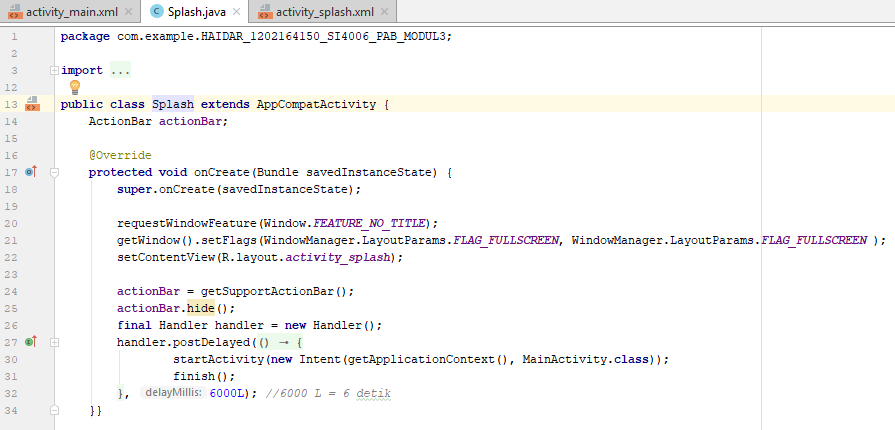 activity_main.xml Splash.java activity_splash.xml
1 package com.example.HAIDAR_1202164150_SI4006_PAB_MODUL3;
2
3 import ...
12
13 public class Splash extends AppCompatActivity {
14 ActionBar actionBar;
15
16 @Override
17 protected void onCreate(Bundle savedInstanceState) {
18 super.onCreate(savedInstanceState);
19
20 requestWindowFeature(Window.FEATURE_NO_TITLE);
21 getWindow().setFlags(WindowManager.LayoutParams.FLAG_FULLSCREEN, WindowManager.LayoutParams.FLAG_FULLSCREEN );
22 setContentView(R.layout.activity_splash);
23
24 actionBar = getSupportActionBar();
25 actionBar.hide();
26 final Handler handler = new Handler();
27 handler.postDelayed(() → {
30 startActivity(new Intent(getApplicationContext(), MainActivity.class));
31 finish();
32 }, delayMillis: 6000L); //6000 L = 6 detik
34 }}